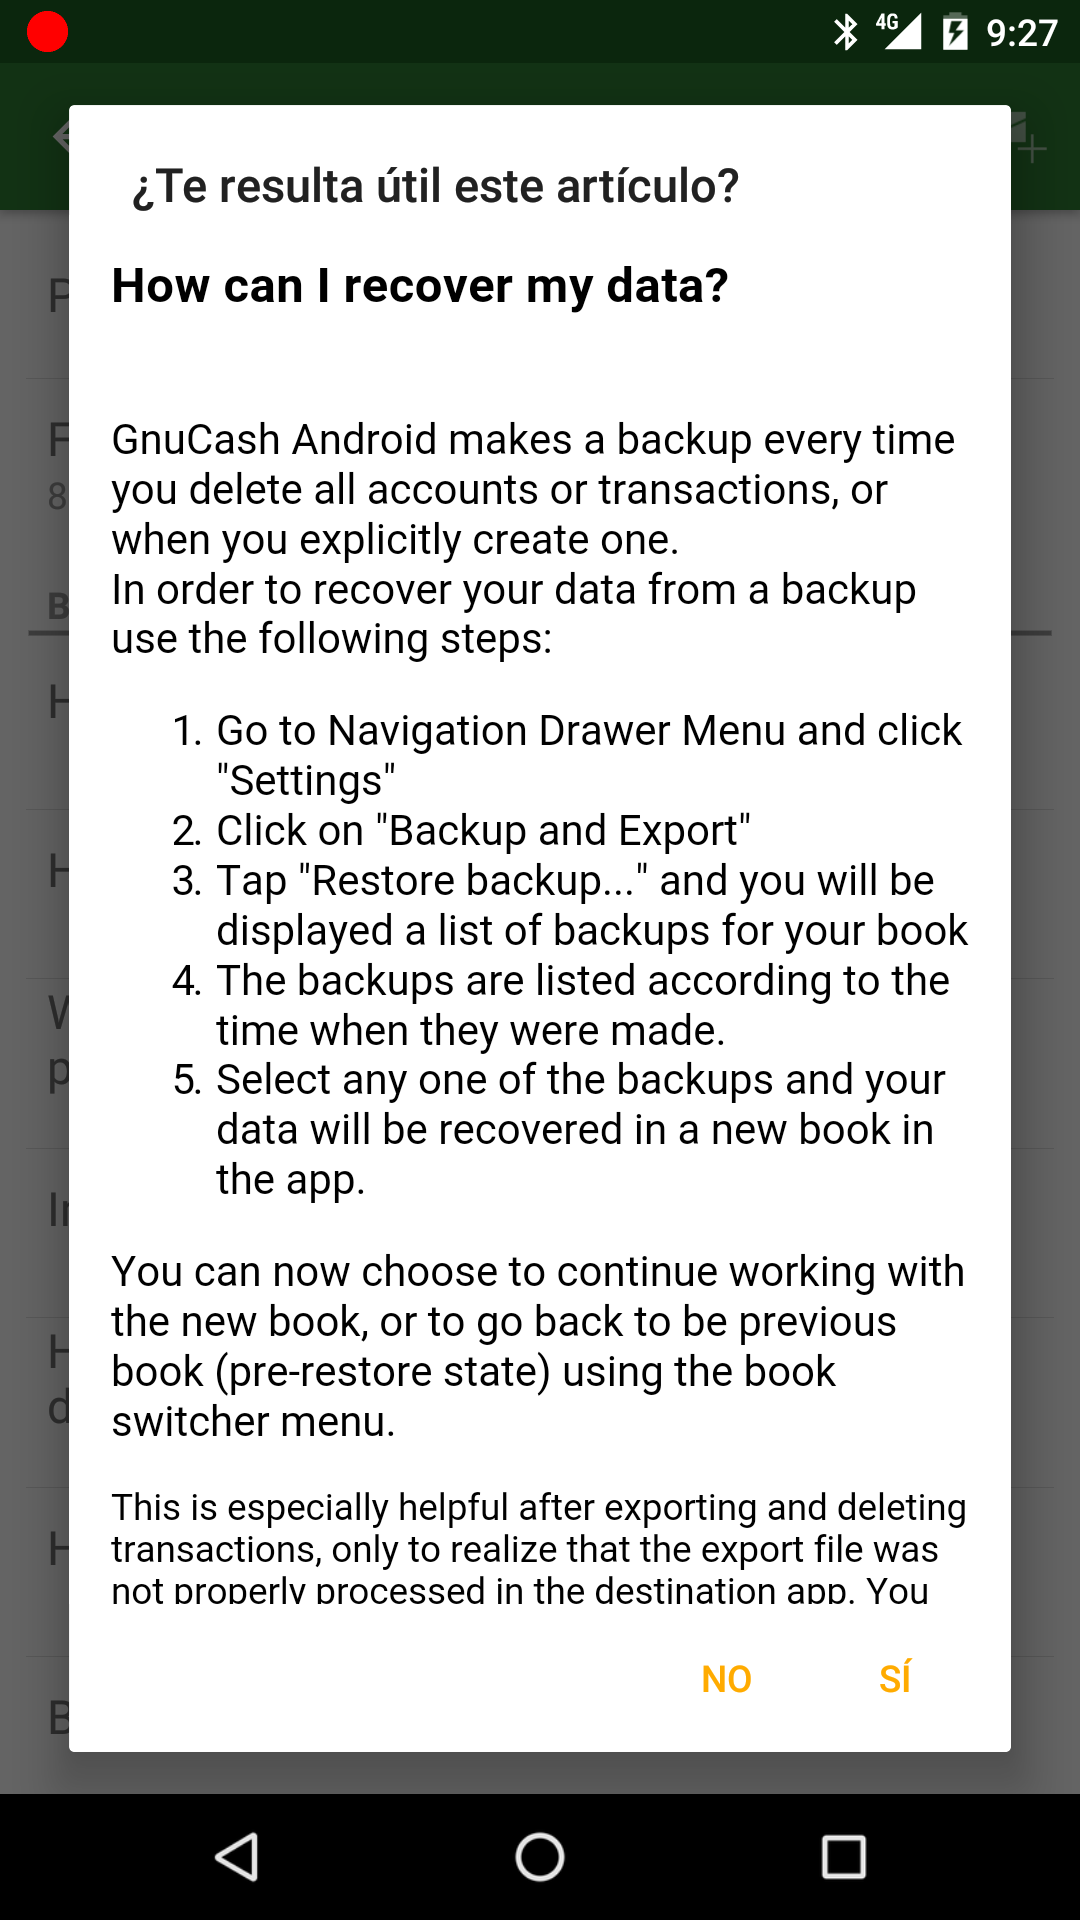 4G 9:27
¿Te resulta útil este artículo?
How can I recover my data?
GnuCash Android makes a backup every time
you delete all accounts or transactions, or
when you explicitly create one.
In order to recover your data from a backup
use the following steps:
1. Go to Navigation Drawer Menu and click
"Settings"
2. Click on "Backup and Export"
3. Tap "Restore backup..." and you will be
displayed a list of backups for your book
4. The backups are listed according to the
time when they were made.
5. Select any one of the backups and your
data will be recovered in a new book in
the app.
You can now choose to continue working with
the new book, or to go back to be previous
book (pre-restore state) using the book
switcher menu.
This is especially helpful after exporting and deleting
transactions, only to realize that the export file was
not properly processed in the destination app. You
NO SÍ